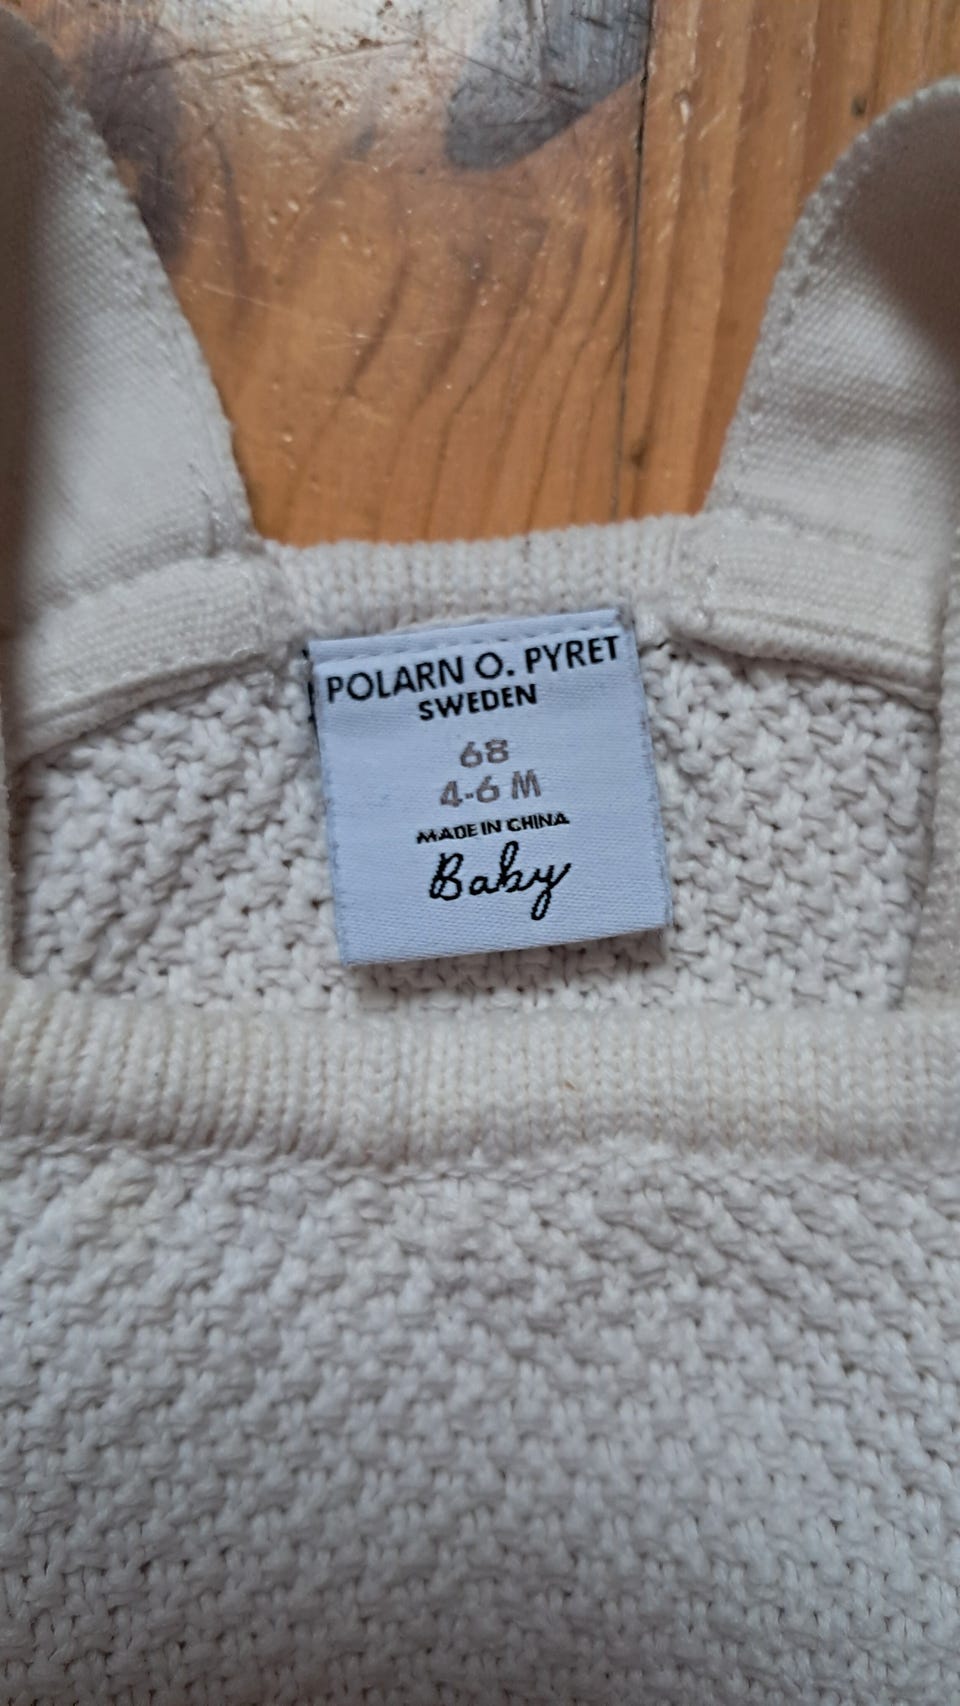 POLARN O. PYRET
SWEDEN
68
4-6 M
MADE IN CHINA
Baby